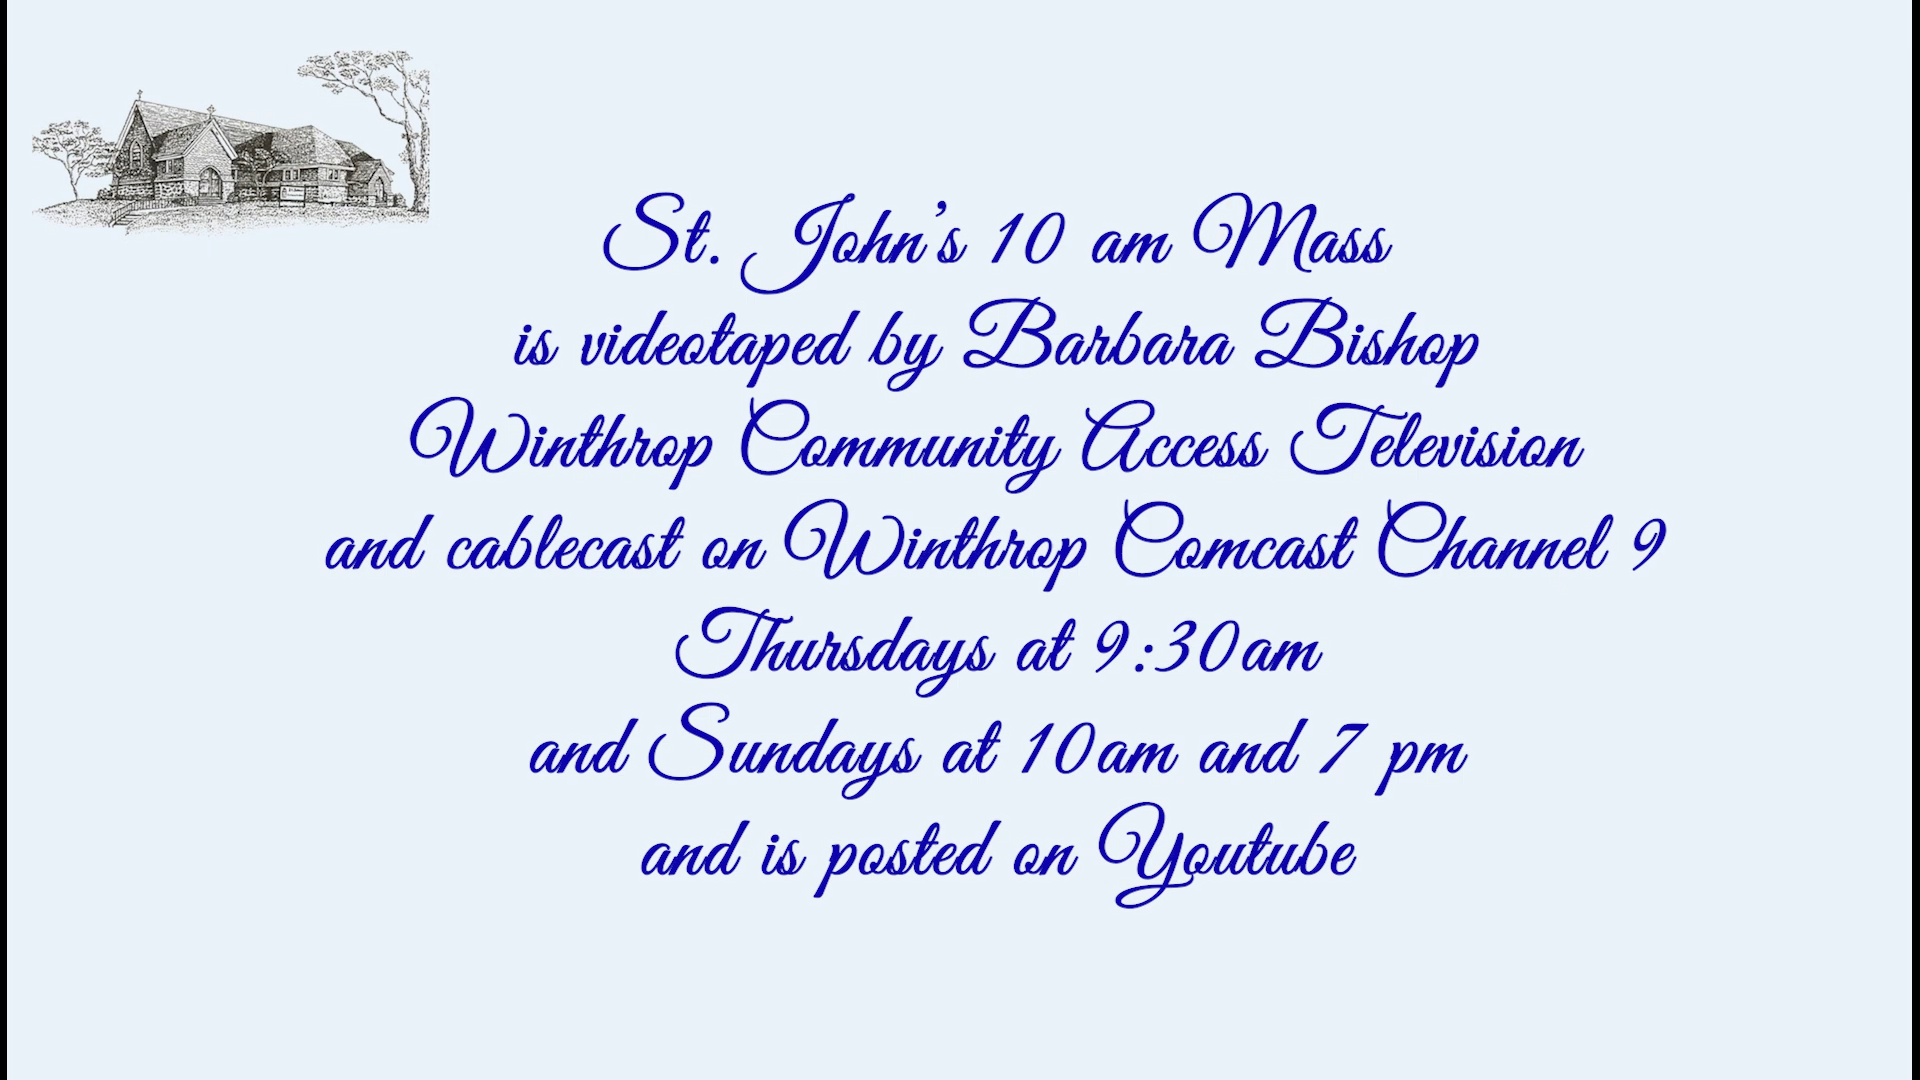 St. John's 10 am Mass
is videotaped by Barbara Bishop
Winthrop Community Access Television
and cablecast on Winthrop Comcast Channel 9
Thursdays at 9:30am
and Sundays at 10am and 7 pm
and is posted on Youtube